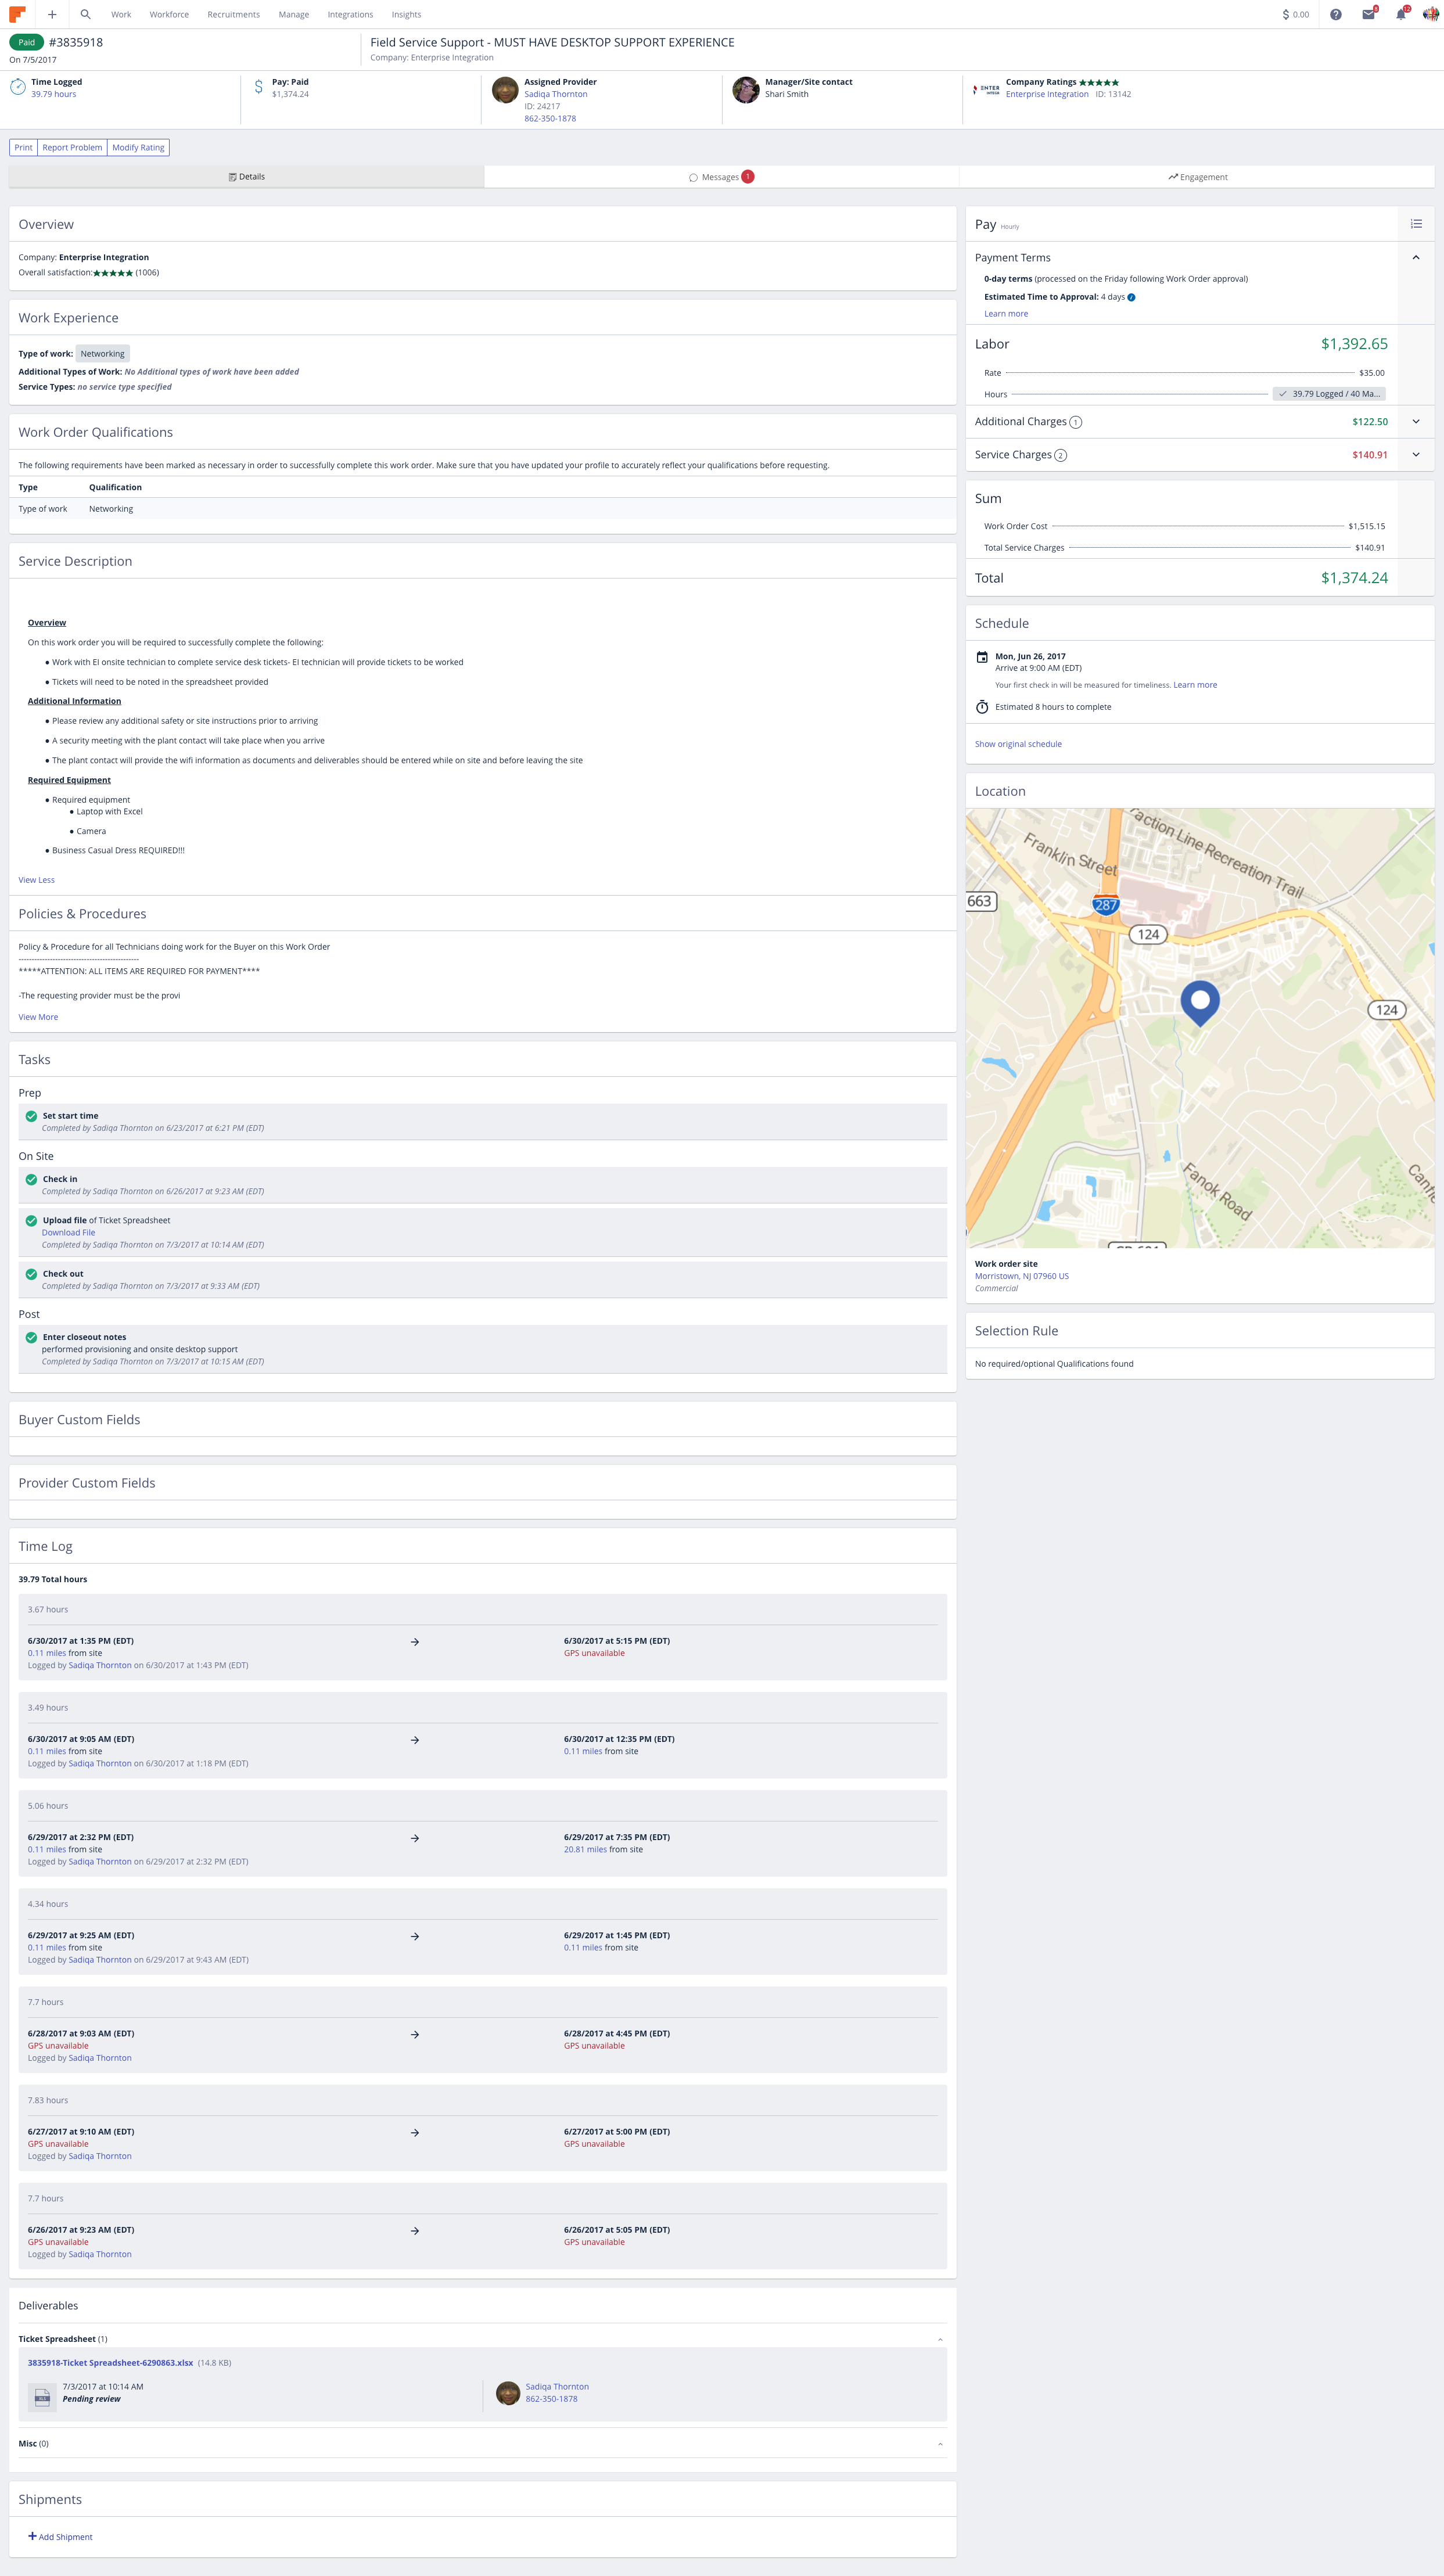 Work Workforce Recruitments Manage Integrations Insights
$ 0.00
8
12
Paid #3835918
On 7/5/2017
Field Service Support - MUST HAVE DESKTOP SUPPORT EXPERIENCE
Company: Enterprise Integration
Time Logged
39.79 hours
Pay: Paid
$1,374.24
Assigned Provider
Sadiqa Thornton
ID: 24217
862-350-1878
Manager/Site contact
Shari Smith
ENTER
Company Ratings
Enterprise Integration ID: 13142
Print Report Problem Modify Rating
Details
Messages 1
Engagement
Overview
Company: Enterprise Integration
Overall satisfaction: (1006)
Work Experience
Type of work: Networking
Additional Types of Work: No Additional types of work have been added
Service Types: no service type specified
Work Order Qualifications
The following requirements have been marked as necessary in order to successfully complete this work order. Make sure that you have updated your profile to accurately reflect your qualifications before requesting.
Type Qualification
Type of work Networking
Service Description
Overview
On this work order you will be required to successfully complete the following:
● Work with EI onsite technician to complete service desk tickets- EI technician will provide tickets to be worked
● Tickets will need to be noted in the spreadsheet provided
Additional Information
● Please review any additional safety or site instructions prior to arriving
● A security meeting with the plant contact will take place when you arrive
● The plant contact will provide the wifi information as documents and deliverables should be entered while on site and before leaving the site
Required Equipment
● Required equipment
● Laptop with Excel
● Camera
● Business Casual Dress REQUIRED!!!
View Less
Policies & Procedures
Policy & Procedure for all Technicians doing work for the Buyer on this Work Order
----------------------------------------------
*****ATTENTION: ALL ITEMS ARE REQUIRED FOR PAYMENT****
-The requesting provider must be the provi
View More
Tasks
Prep
Set start time
Completed by Sadiqa Thornton on 6/23/2017 at 6:21 PM (EDT)
On Site
Check in
Completed by Sadiqa Thornton on 6/26/2017 at 9:23 AM (EDT)
Upload file of Ticket Spreadsheet
Download File
Completed by Sadiqa Thornton on 7/3/2017 at 10:14 AM (EDT)
Check out
Completed by Sadiqa Thornton on 7/3/2017 at 9:33 AM (EDT)
Post
Enter closeout notes
performed provisioning and onsite desktop support
Completed by Sadiqa Thornton on 7/3/2017 at 10:15 AM (EDT)
Buyer Custom Fields
Provider Custom Fields
Time Log
39.79 Total hours
3.67 hours
6/30/2017 at 1:35 PM (EDT) 6/30/2017 at 5:15 PM (EDT)
0.11 miles from site GPS unavailable
Logged by Sadiqa Thornton on 6/30/2017 at 1:43 PM (EDT)
3.49 hours
6/30/2017 at 9:05 AM (EDT) 6/30/2017 at 12:35 PM (EDT)
0.11 miles from site 0.11 miles from site
Logged by Sadiqa Thornton on 6/30/2017 at 1:18 PM (EDT)
5.06 hours
6/29/2017 at 2:32 PM (EDT) 6/29/2017 at 7:35 PM (EDT)
0.11 miles from site 20.81 miles from site
Logged by Sadiqa Thornton on 6/29/2017 at 2:32 PM (EDT)
4.34 hours
6/29/2017 at 9:25 AM (EDT) 6/29/2017 at 1:45 PM (EDT)
0.11 miles from site 0.11 miles from site
Logged by Sadiqa Thornton on 6/29/2017 at 9:43 AM (EDT)
7.7 hours
6/28/2017 at 9:03 AM (EDT) 6/28/2017 at 4:45 PM (EDT)
GPS unavailable GPS unavailable
Logged by Sadiqa Thornton
7.83 hours
6/27/2017 at 9:10 AM (EDT) 6/27/2017 at 5:00 PM (EDT)
GPS unavailable GPS unavailable
Logged by Sadiqa Thornton
7.7 hours
6/26/2017 at 9:23 AM (EDT) 6/26/2017 at 5:05 PM (EDT)
GPS unavailable GPS unavailable
Logged by Sadiqa Thornton
Deliverables
Ticket Spreadsheet (1)
3835918-Ticket Spreadsheet-6290863.xlsx (14.8 KB)
7/3/2017 at 10:14 AM
Pending review
Sadiqa Thornton
862-350-1878
Misc (0)
Shipments
+ Add Shipment
Pay Hourly
Payment Terms
0-day terms (processed on the Friday following Work Order approval)
Estimated Time to Approval: 4 days
Learn more
Labor $1,392.65
Rate $35.00
Hours 39.79 Logged / 40 Ma...
Additional Charges 1 $122.50
Service Charges 2 $140.91
Sum
Work Order Cost $1,515.15
Total Service Charges $140.91
Total $1,374.24
Schedule
Mon, Jun 26, 2017
Arrive at 9:00 AM (EDT)
Your first check in will be measured for timeliness. Learn more
Estimated 8 hours to complete
Show original schedule
Location
Franklin Street
raction Line Recreation Trail
663
287
124
124
Fanok Road
Canfi
Work order site
Morristown, NJ 07960 US
Commercial
Selection Rule
No required/optional Qualifications found